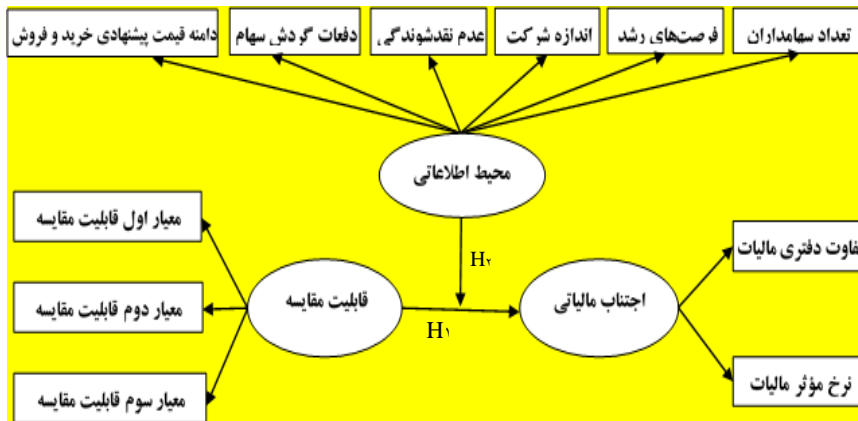 تعداد سهامداران
فرصت‌های رشد
اندازه شرکت
عدم نقدشوندگی
دفعات گردش سهام
دامنه قیمت پیشنهادی خرید و فروش
محیط اطلاعاتی
H۲
معیار اول قابلیت مقایسه
معیار دوم قابلیت مقایسه
معیار سوم قابلیت مقایسه
قابلیت مقایسه
H۱
اجتناب مالیاتی
فاوت دفتری مالیات
نرخ مؤثر مالیات